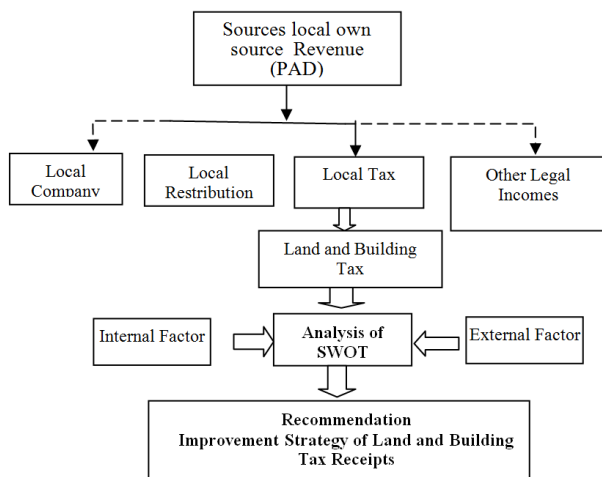 Sources local own
source Revenue
(PAD)
Local
Company
Local
Restribution
Local Tax
Other Legal
Incomes
Land and Building
Tax
Internal Factor
Analysis of
SWOT
External Factor
Recommendation
Improvement Strategy of Land and Building
Tax Receipts